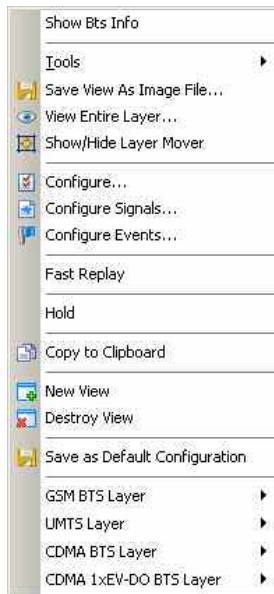 Show Bts Info
Tools
Save View As Image File...
View Entire Layer...
Show/Hide Layer Mover
Configure...
Configure Signals...
Configure Events...
Fast Replay
Hold
Copy to Clipboard
New View
Destroy View
Save as Default Configuration
GSM BTS Layer
UMTS Layer
CDMA BTS Layer
CDMA 1xEV-DO BTS Layer